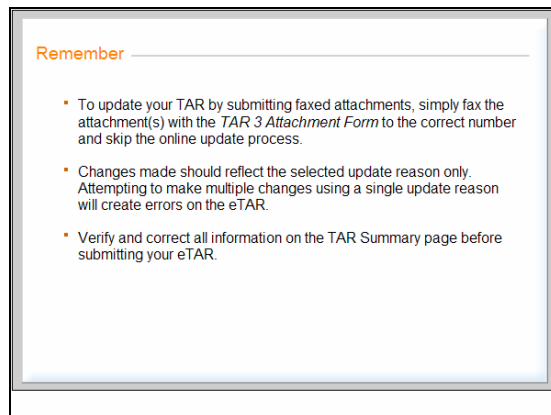 Remember
To update your TAR by submitting faxed attachments, simply fax the
attachment(s) with the TAR 3 Attachment Form to the correct number
and skip the online update process.
Changes made should reflect the selected update reason only.
Attempting to make multiple changes using a single update reason
will create errors on the eTAR.
Verify and correct all information on the TAR Summary page before
submitting your eTAR.